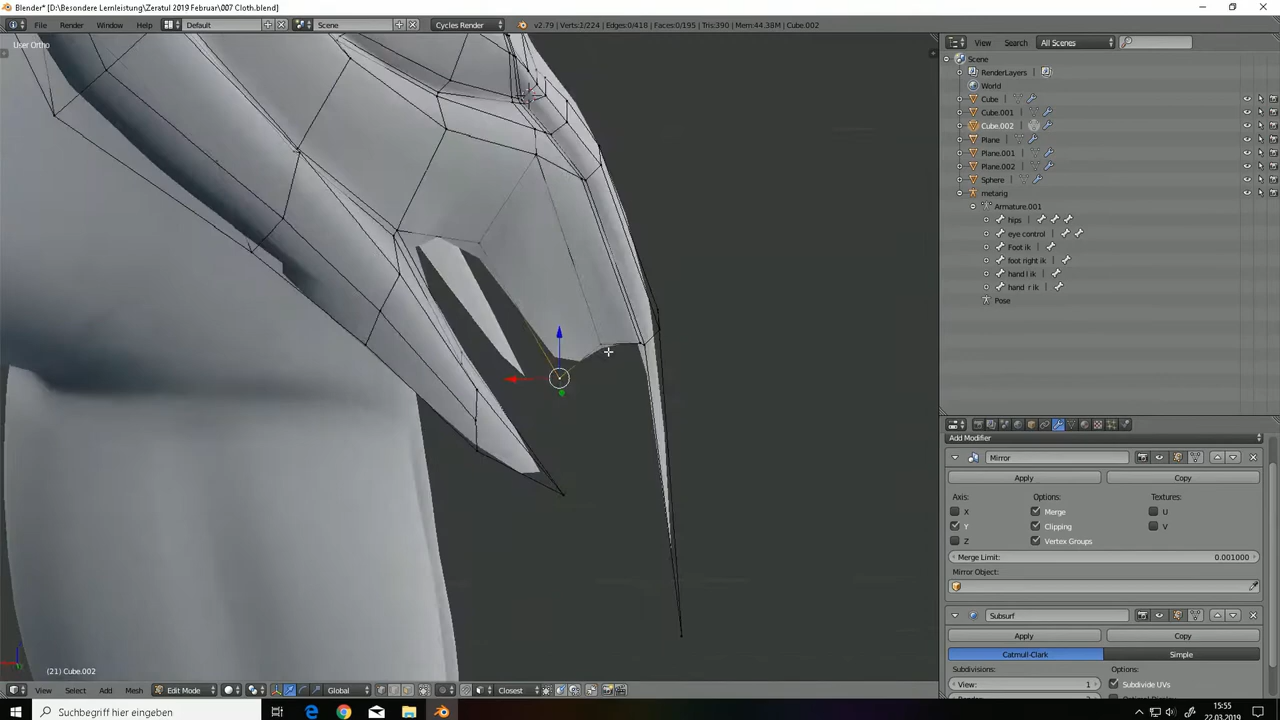 Blender* [D:\Besondere Lernleistung\Zeratul 2019 Februar\007 Cloth.blend]
File Render Window Help Default Scene Cycles Render v2.79 | Verts:1/224 | Edges:0/418 | Faces:0/195 | Tris:390 | Mem:44.38M | Cube.002
User Ortho
View Search All Scenes
Scene
RenderLayers
World
Cube
Cube.001
Cube.002
Plane
Plane.001
Plane.002
Sphere
metarig
Armature.001
hips
eye control
Foot ik
foot right ik
hand l ik
hand r ik
Pose
Add Modifier
Mirror
Apply Copy
Axis: Options: Textures:
X Merge U
Y Clipping V
Z Vertex Groups
Merge Limit: 0.001000
Mirror Object:
Subsurf
Apply Copy
Catmull-Clark Simple
Subdivisions: Options:
View: 1 Subdivide UVs
(21) Cube.002
View Select Add Mesh Edit Mode Global Closest
Suchbegriff hier eingeben
15:55
22.03.2019